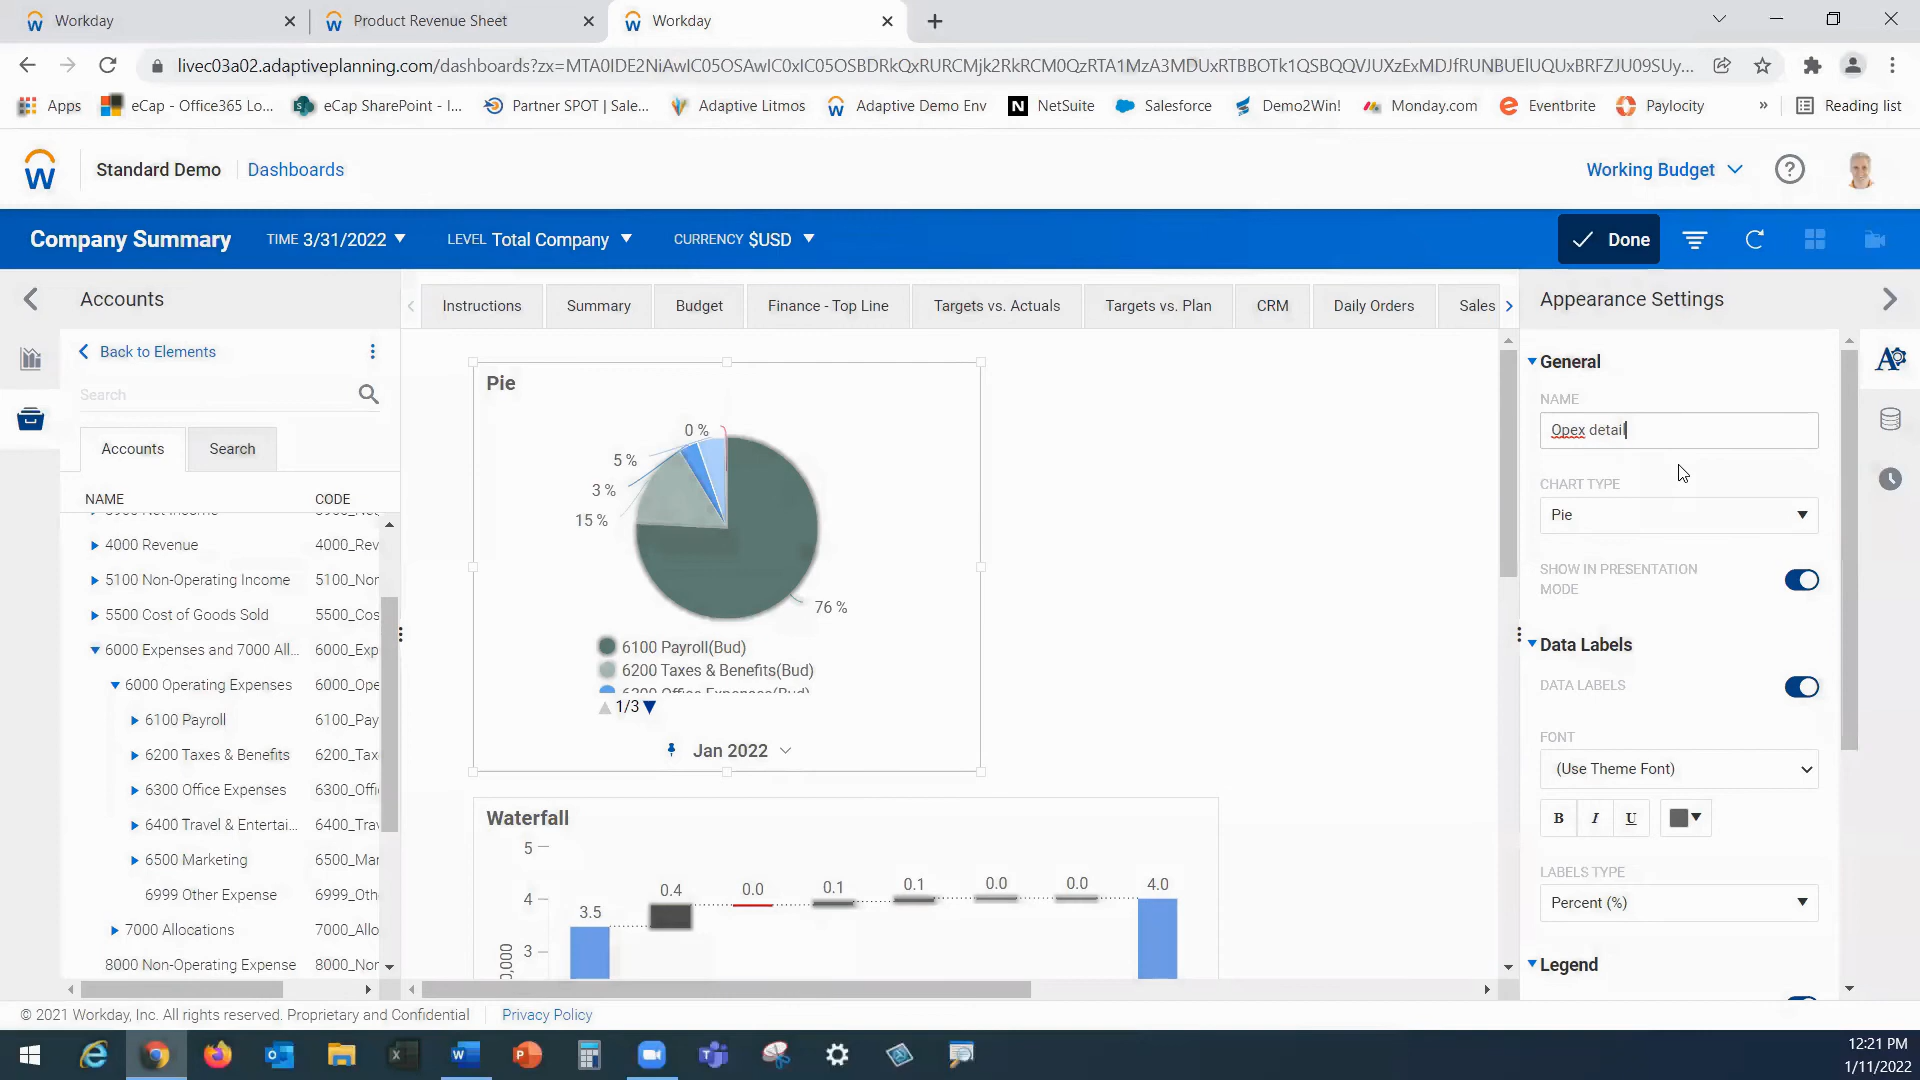 Workday
Product Revenue Sheet
Workday
livec03a02.adaptiveplanning.com/dashboards?zx=
Apps
eCap - Office365 Lo...
eCap SharePoint - I...
Partner SPOT | Sale...
Adaptive Litmos
Adaptive Demo Env
NetSuite
Salesforce
Demo2Win!
Monday.com
Eventbrite
Paylocity
»
Reading list
Standard Demo
Dashboards
Working Budget
Company Summary
TIME 3/31/2022
LEVEL Total Company
CURRENCY $USD
Done
Accounts
Back to Elements
Search
Accounts
Search
NAME CODE
4000 Revenue 4000_Rev
5100 Non-Operating Income 5100_Nor
5500 Cost of Goods Sold 5500_Cos
6000 Expenses and 7000 All... 6000_Exp
6000 Operating Expenses 6000_Ope
6100 Payroll 6100_Pay
6200 Taxes & Benefits 6200_Tax
6300 Office Expenses 6300_Offi
6400 Travel & Entertai... 6400_Tra
6500 Marketing 6500_Ma
6999 Other Expense 6999_Oth
7000 Allocations 7000_Allo
8000 Non-Operating Expense 8000_Nor
Instructions
Summary
Budget
Finance - Top Line
Targets vs. Actuals
Targets vs. Plan
CRM
Daily Orders
Sales
Pie
0 %
5 %
3 %
15 %
76 %
6100 Payroll(Bud)
6200 Taxes & Benefits(Bud)
6300 Office Expenses(Bud)
1/3
Jan 2022
Waterfall
5
4
3
3.5
0.4
0.0
0.1
0.1
0.0
0.0
4.0
Appearance Settings
General
NAME
Opex detail
CHART TYPE
Pie
SHOW IN PRESENTATION
MODE
Data Labels
DATA LABELS
FONT
(Use Theme Font)
B I U
LABELS TYPE
Percent (%)
Legend
© 2021 Workday, Inc. All rights reserved. Proprietary and Confidential
Privacy Policy
12:21 PM
1/11/2022